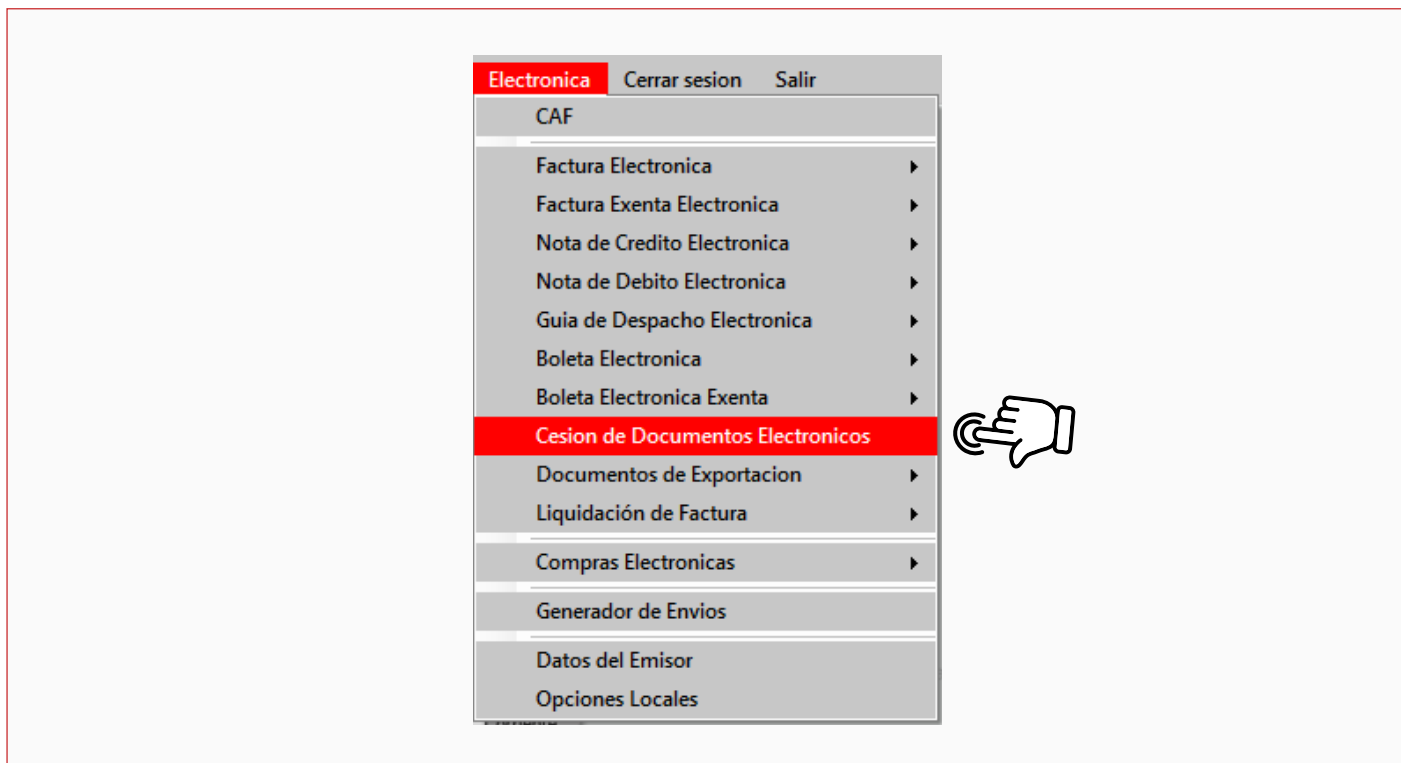 Electronica Cerrar sesion Salir
CAF
Factura Electronica
Factura Exenta Electronica
Nota de Credito Electronica
Nota de Debito Electronica
Guia de Despacho Electronica
Boleta Electronica
Boleta Electronica Exenta
Cesion de Documentos Electronicos
Documentos de Exportacion
Liquidación de Factura
Compras Electronicas
Generador de Envios
Datos del Emisor
Opciones Locales